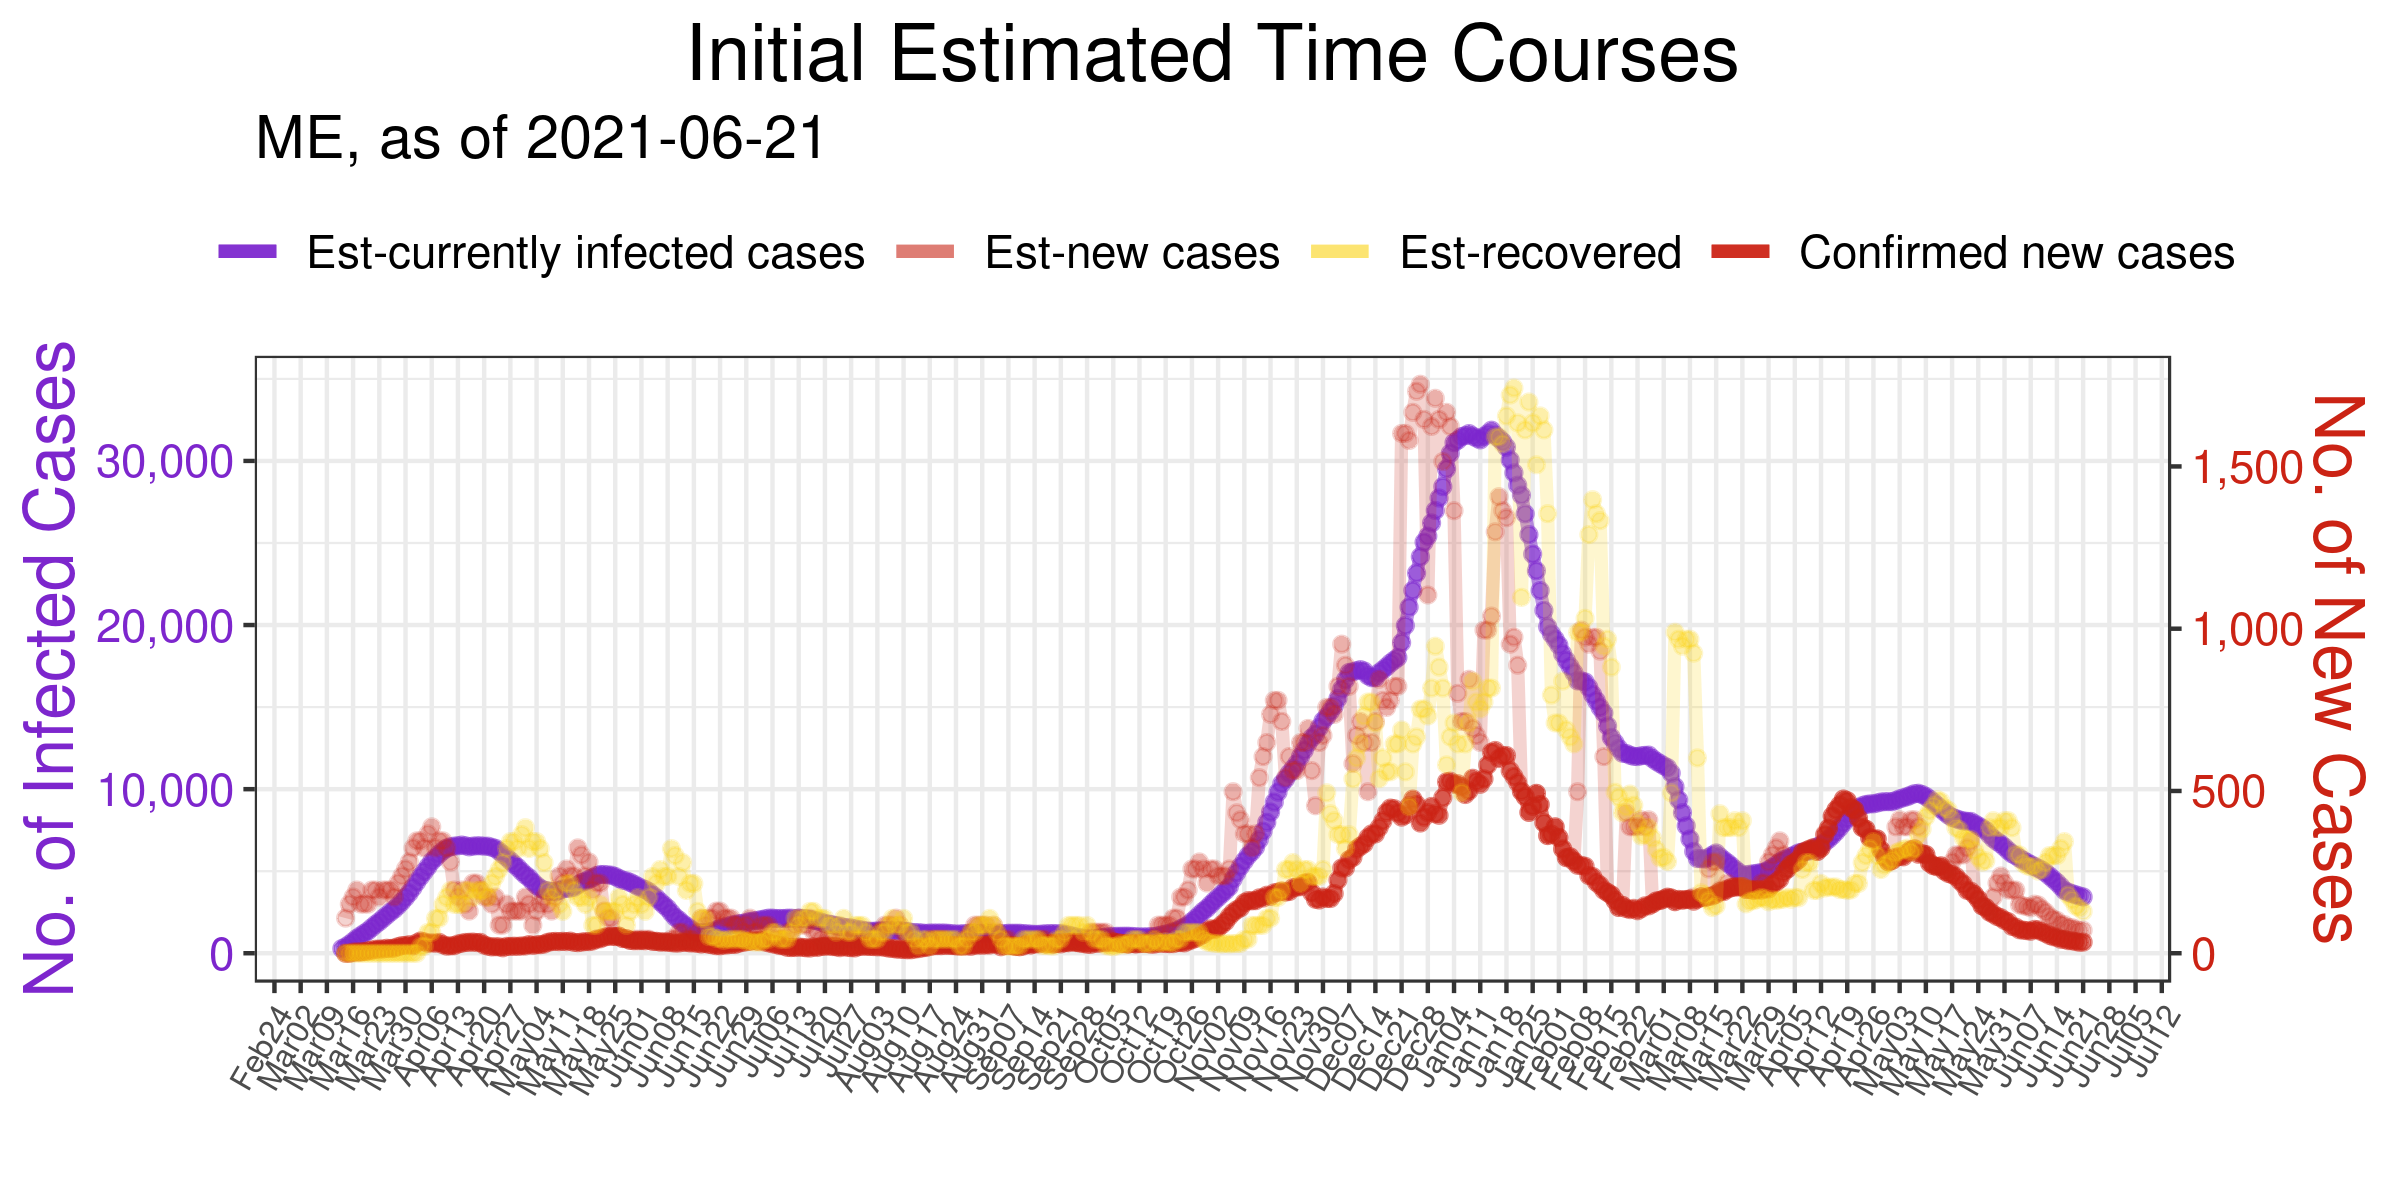 Initial Estimated Time Courses
ME, as of 2021-06-21
Est-currently infected cases
Est-new cases
Est-recovered
Confirmed new cases
No. of Infected Cases
30,000
20,000
10,000
0
No. of New Cases
1,500
1,000
500
0
Feb24
Mar02
Mar09
Mar16
Mar23
Mar30
Apr06
Apr13
Apr20
Apr27
May04
May11
May18
May25
Jun01
Jun08
Jun15
Jun22
Jun29
Jul06
Jul13
Jul20
Jul27
Aug03
Aug10
Aug17
Aug24
Aug31
Sep07
Sep14
Sep21
Sep28
Oct05
Oct12
Oct19
Oct26
Nov02
Nov09
Nov16
Nov23
Nov30
Dec07
Dec14
Dec21
Dec28
Jan04
Jan11
Jan18
Jan25
Feb01
Feb08
Feb15
Feb22
Mar01
Mar08
Mar15
Mar22
Mar29
Apr05
Apr12
Apr19
Apr26
May03
May10
May17
May24
May31
Jun07
Jun14
Jun21
Jun28
Jul05
Jul12